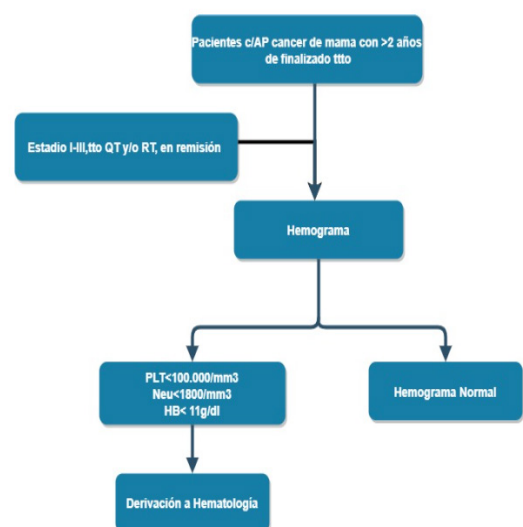 Pacientes c/AP cancer de mama con >2 años
de finalizado ttto
Estadio I-III,tto QT y/o RT, en remisión
Hemograma
PLT<100.000/mm3
Neu<1800/mm3
HB< 11g/dl
Hemograma Normal
Derivación a Hematología